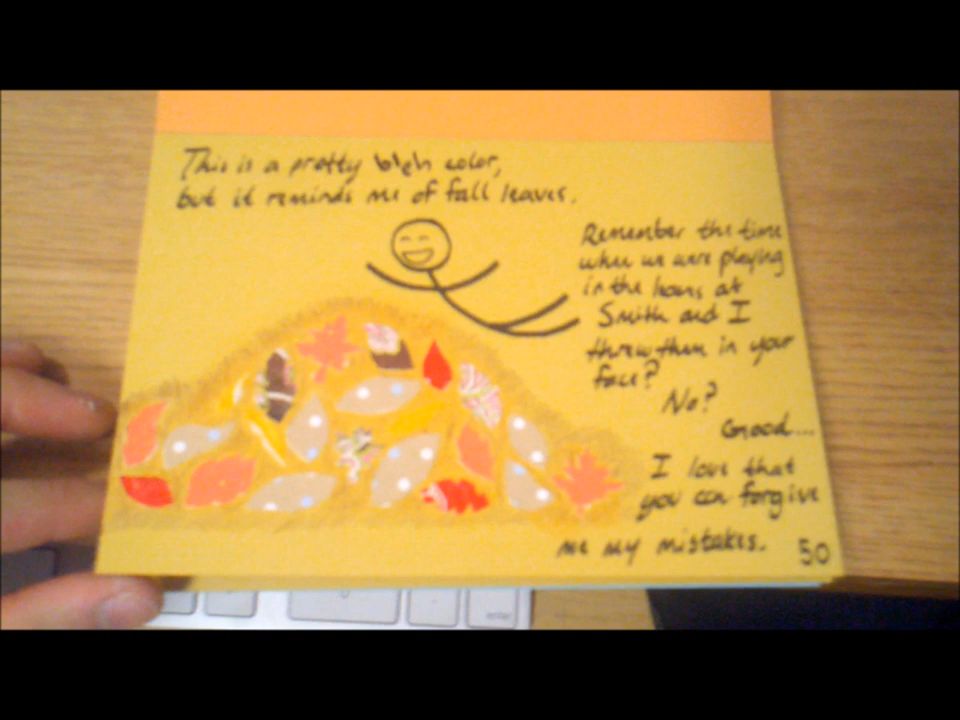 This is a pretty bleh color,
but it reminds me of fall leaves.
Remember the time
when we were playing
in the leaves at
Smith and I
threw them in your
face?
No?
Good...
I love that
you can forgive
me my mistakes.
50
enter